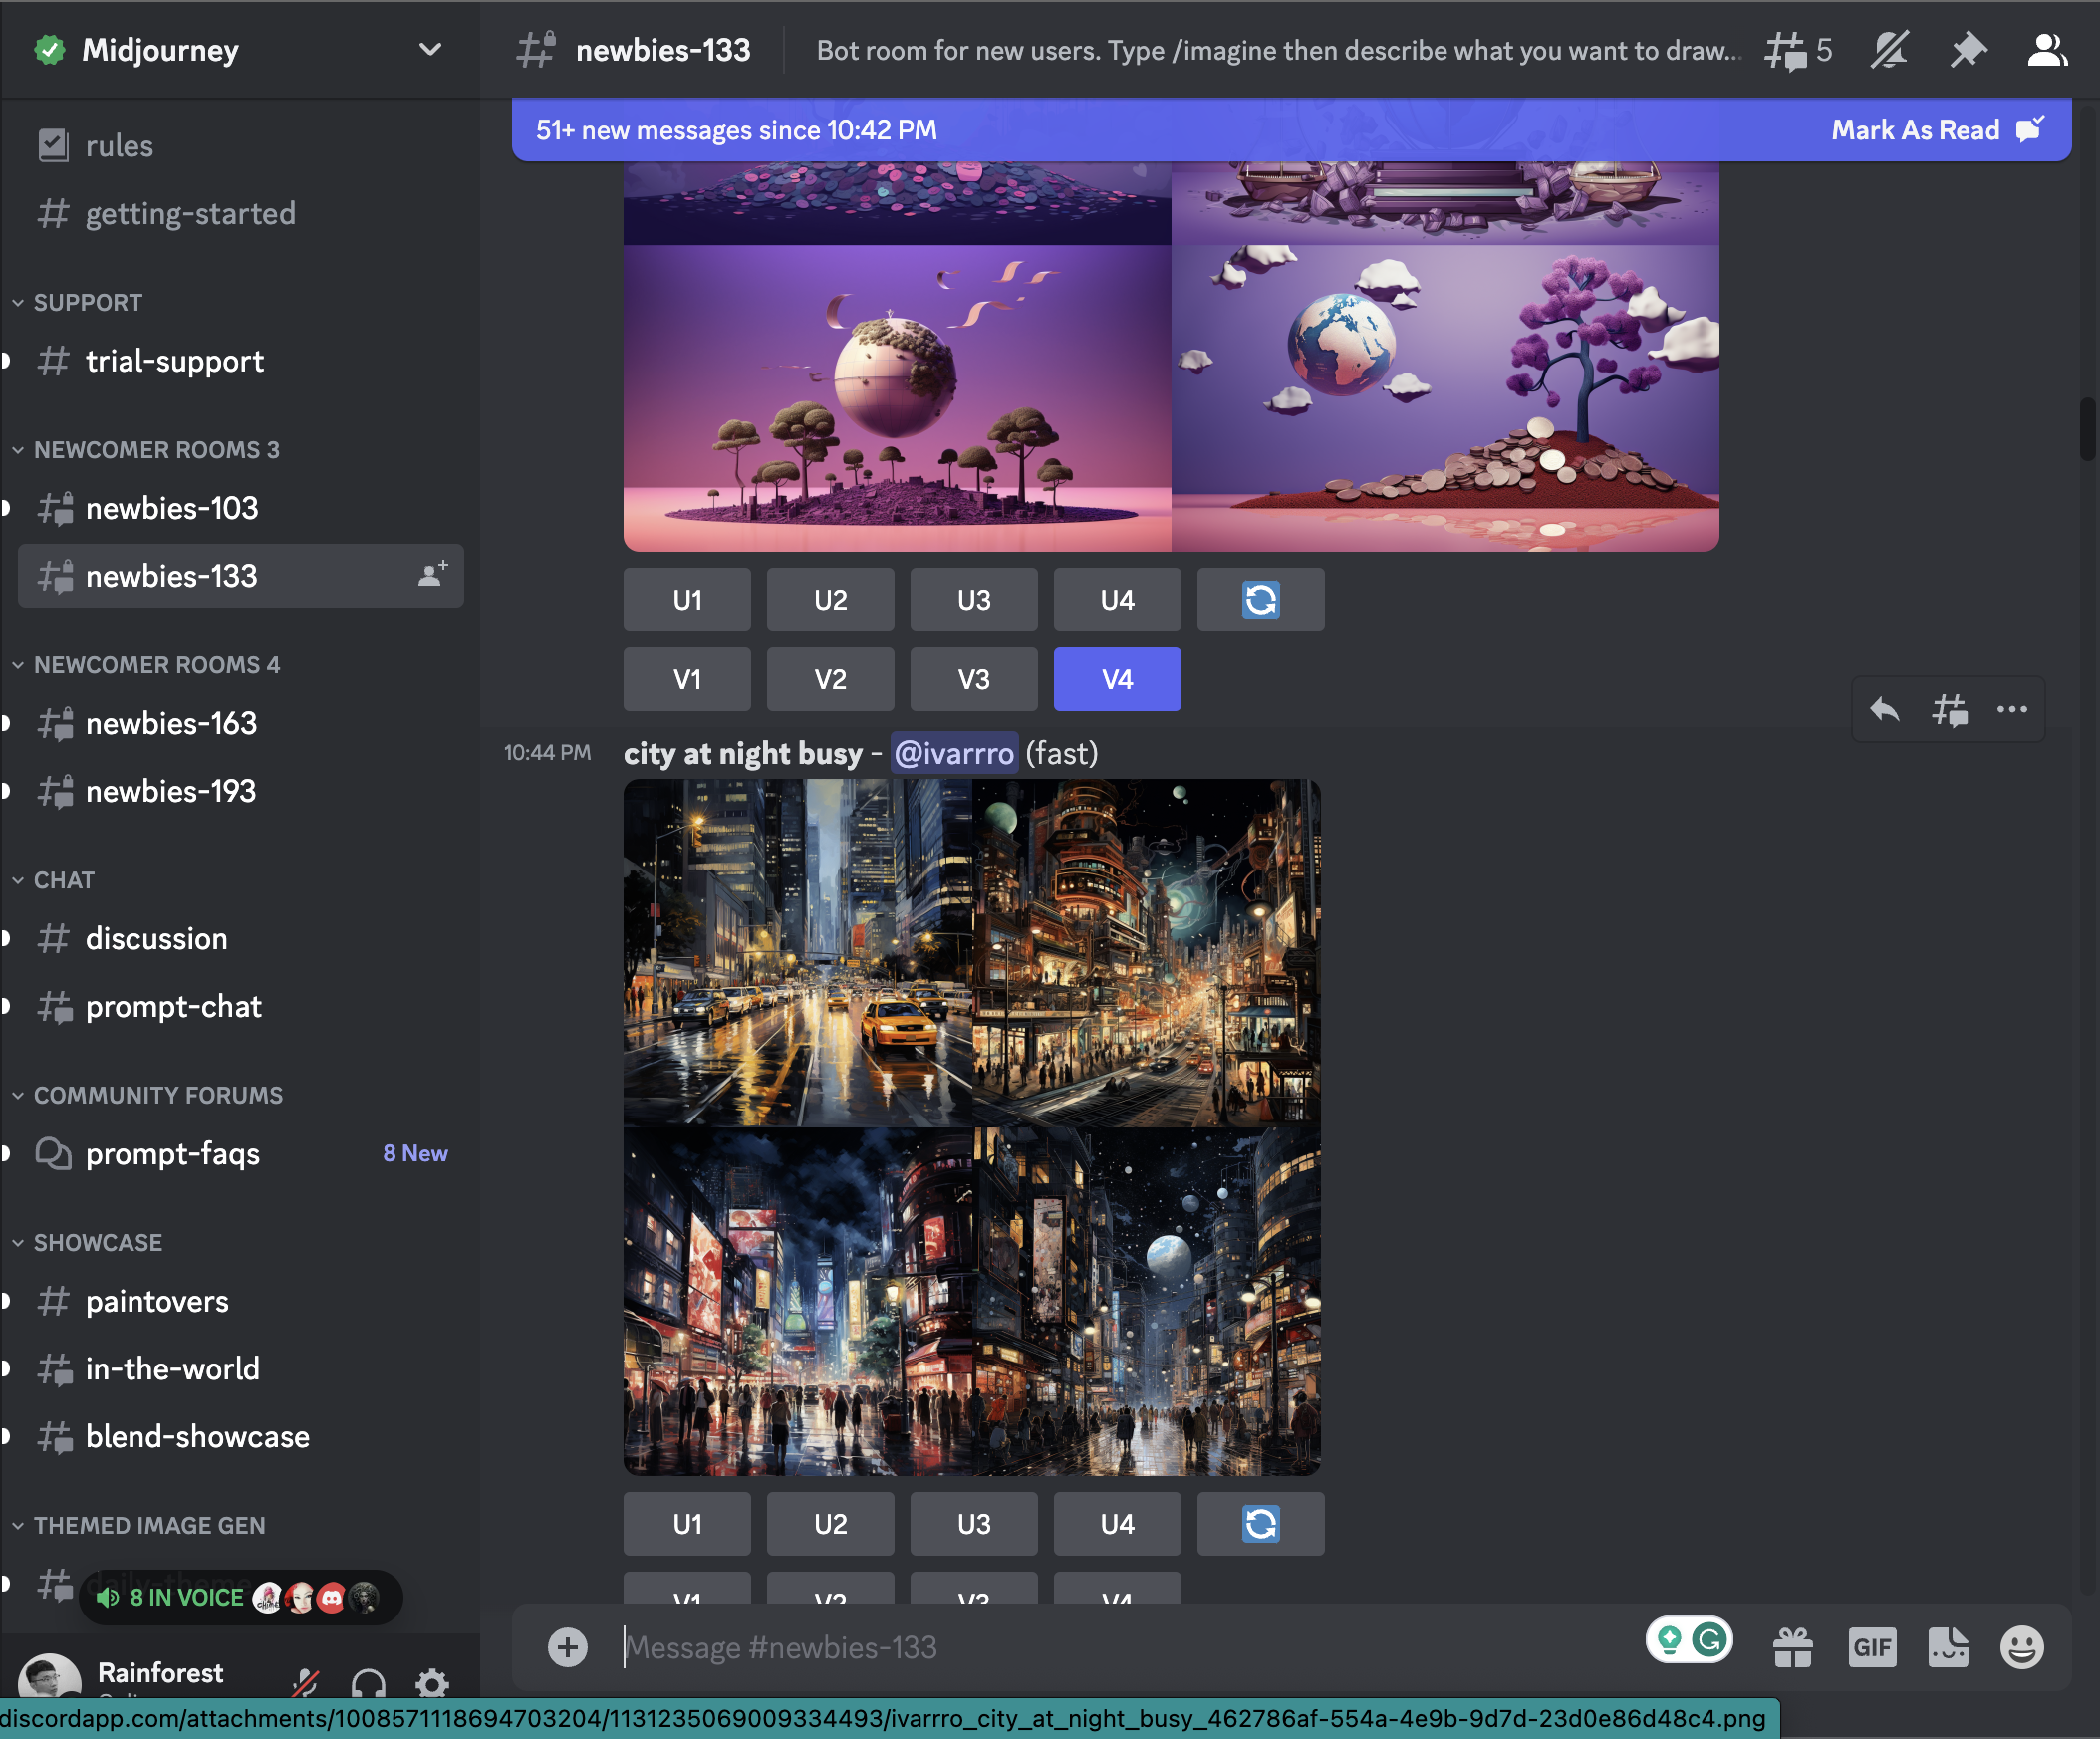 Midjourney
rules
getting-started
SUPPORT
trial-support
NEWCOMER ROOMS 3
newbies-103
newbies-133
NEWCOMER ROOMS 4
newbies-163
newbies-193
CHAT
discussion
prompt-chat
COMMUNITY FORUMS
prompt-faqs 8 New
SHOWCASE
paintovers
in-the-world
blend-showcase
THEMED IMAGE GEN
8 IN VOICE
Rainforest
newbies-133 Bot room for new users. Type /imagine then describe what you want to draw... 5
51+ new messages since 10:42 PM Mark As Read
U1 U2 U3 U4
V1 V2 V3 V4
10:44 PM city at night busy - @ivarrro (fast)
U1 U2 U3 U4
V1 V2 V3 V4
Message #newbies-133
GIF
discordapp.com/attachments/1008571118694703204/1131235069009334493/ivarrro_city_at_night_busy_462786af-554a-4e9b-9d7d-23d0e86d48c4.png